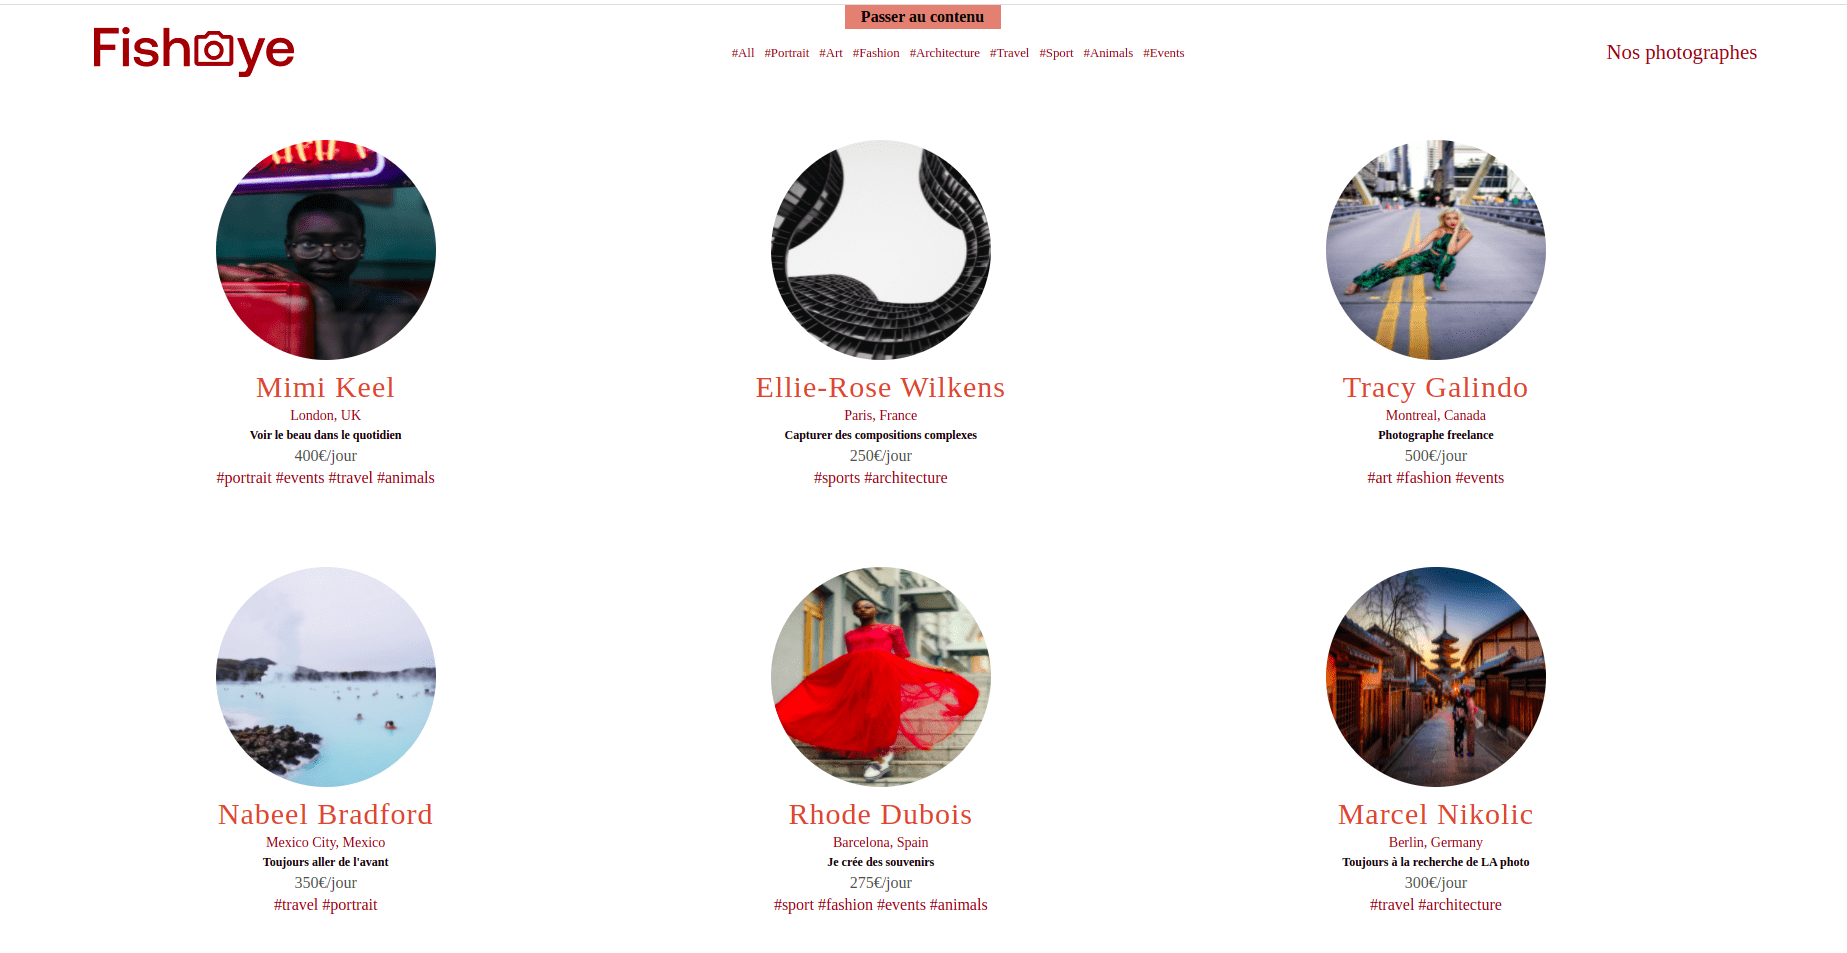 Passer au contenu
Fisheye
#All #Portrait #Art #Fashion #Architecture #Travel #Sport #Animals #Events
Nos photographes
Mimi Keel
London, UK
Voir le beau dans le quotidien
400€/jour
#portrait #events #travel #animals
Ellie-Rose Wilkens
Paris, France
Capturer des compositions complexes
250€/jour
#sports #architecture
Tracy Galindo
Montreal, Canada
Photographe freelance
500€/jour
#art #fashion #events
Nabeel Bradford
Mexico City, Mexico
Toujours aller de l'avant
350€/jour
#travel #portrait
Rhode Dubois
Barcelona, Spain
Je crée des souvenirs
275€/jour
#sport #fashion #events #animals
Marcel Nikolic
Berlin, Germany
Toujours à la recherche de LA photo
300€/jour
#travel #architecture